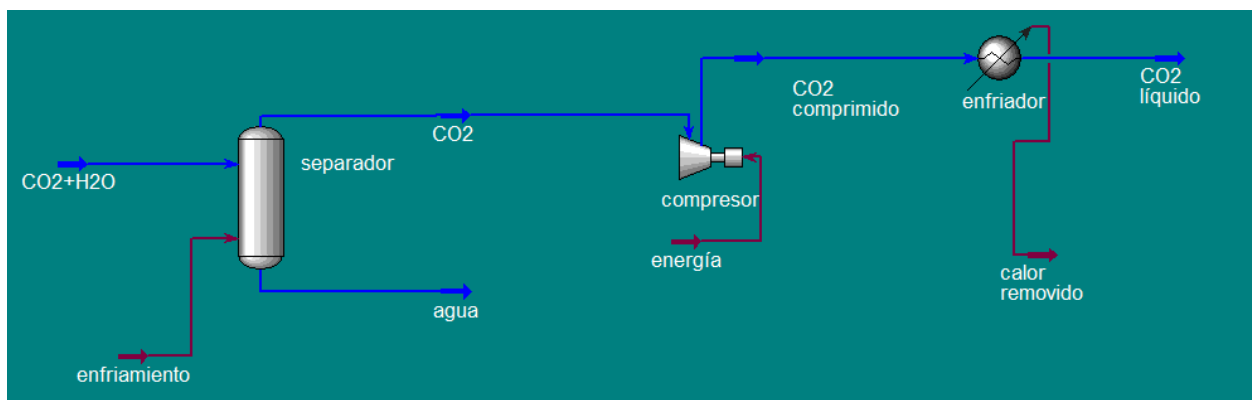 CO2+H2O
separador
CO2
agua
enfriamiento
compresor
energía
CO2
comprimido
enfriador
CO2
líquido
calor
removido